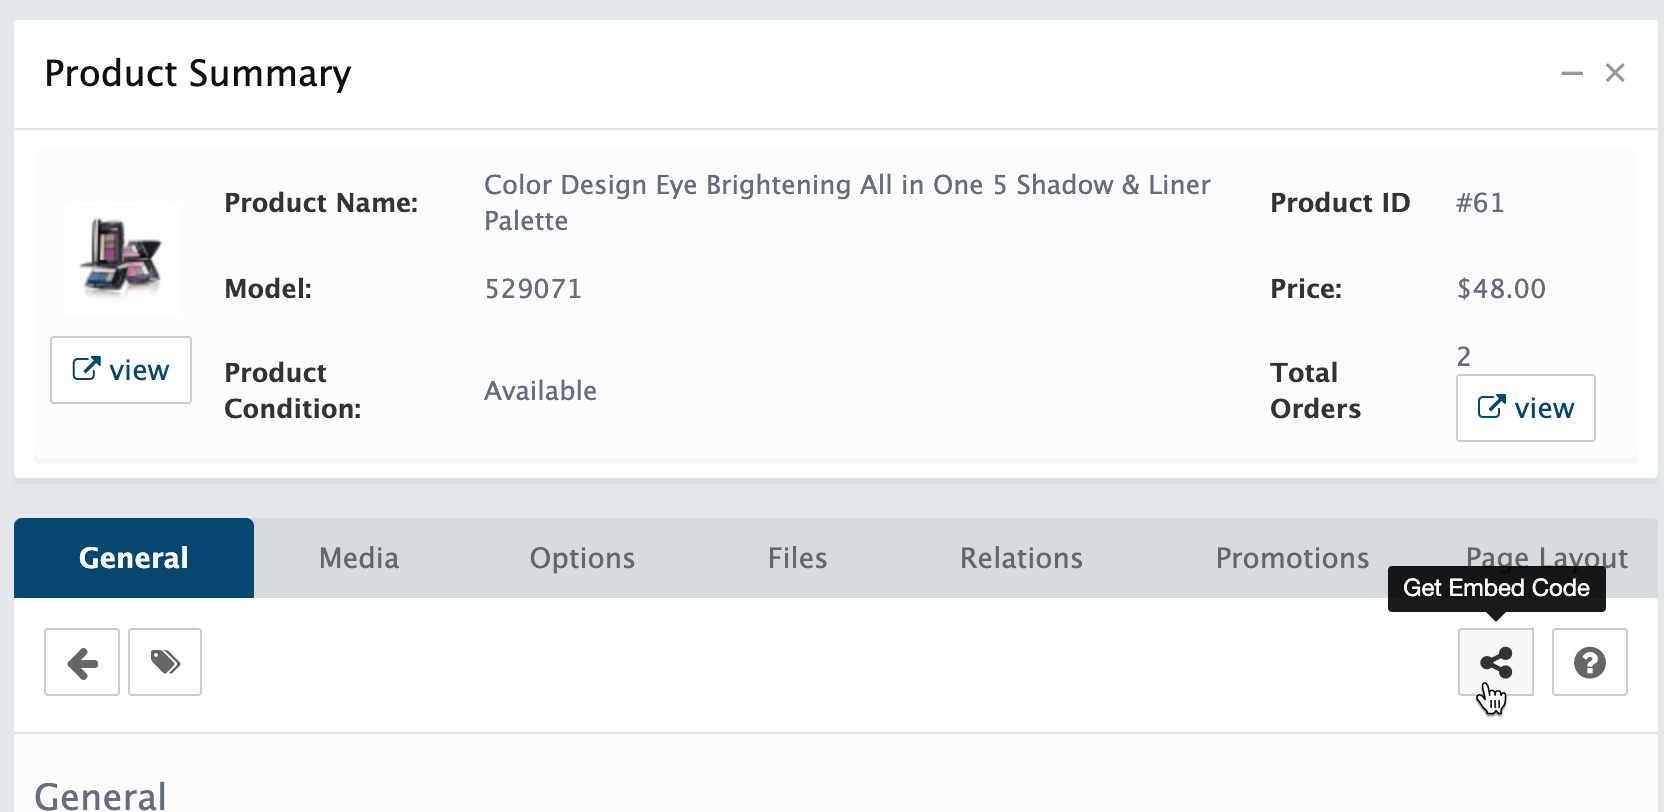 Product Summary
Product Name:
Color Design Eye Brightening All in One 5 Shadow & Liner
Palette
Product ID
#61
Model:
529071
Price:
$48.00
view
Product
Condition:
Available
Total
Orders
2
view
General
Media
Options
Files
Relations
Promotions
Page Layout
Get Embed Code
General